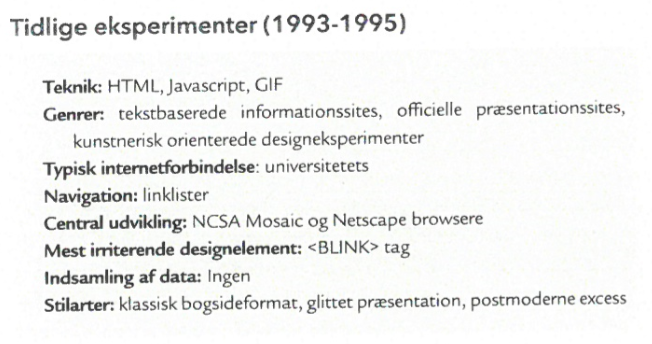 Tidlige eksperimenter (1993-1995)
Teknik: HTML, Javascript, GIF
Genrer: tekstbaserede informationssites, officielle præsentationssites,
kunstnerisk orienterede designeksperimenter
Typisk internetforbindelse: universitetets
Navigation: linklister
Central udvikling: NCSA Mosaic og Netscape browsere
Mest irriterende designelement: <BLINK> tag
Indsamling af data: Ingen
Stilarter: klassisk bogsideformat, glittet præsentation, postmoderne excess